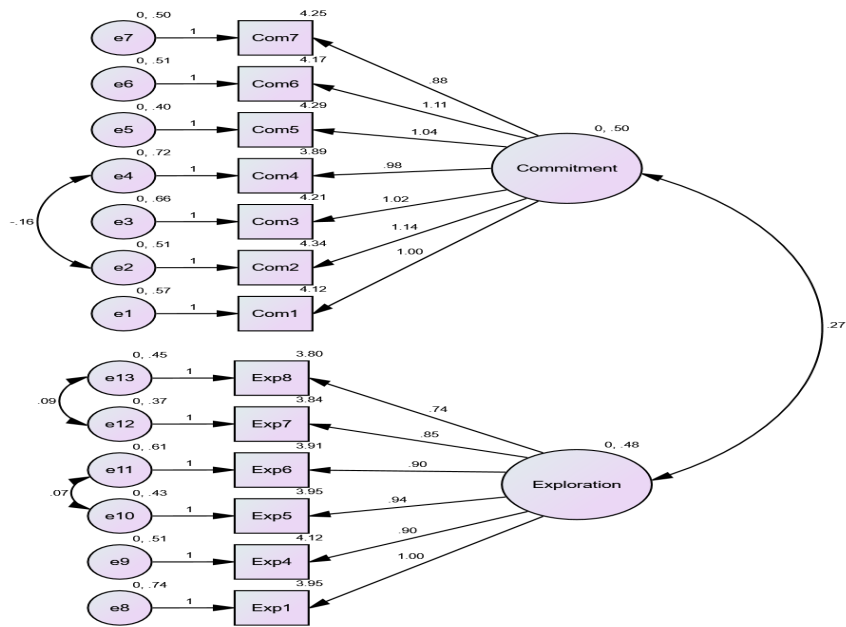 0, .50
4.25
e7
1
Com7
0, .51
4.17
e6
1
Com6
0, .40
4.29
e5
1
Com5
0, .72
3.89
e4
1
Com4
0, .66
4.21
e3
1
Com3
0, .51
4.34
e2
1
Com2
0, .57
4.12
e1
1
Com1
-.16
.88
1.11
1.04
.98
1.02
1.14
1.00
0, .50
Commitment
.27
0, .45
3.80
e13
1
Exp8
0, .37
3.84
e12
1
Exp7
0, .61
3.91
e11
1
Exp6
0, .43
3.95
e10
1
Exp5
0, .51
4.12
e9
1
Exp4
0, .74
3.95
e8
1
Exp1
.09
.07
.74
.85
.90
.94
.90
1.00
0, .48
Exploration